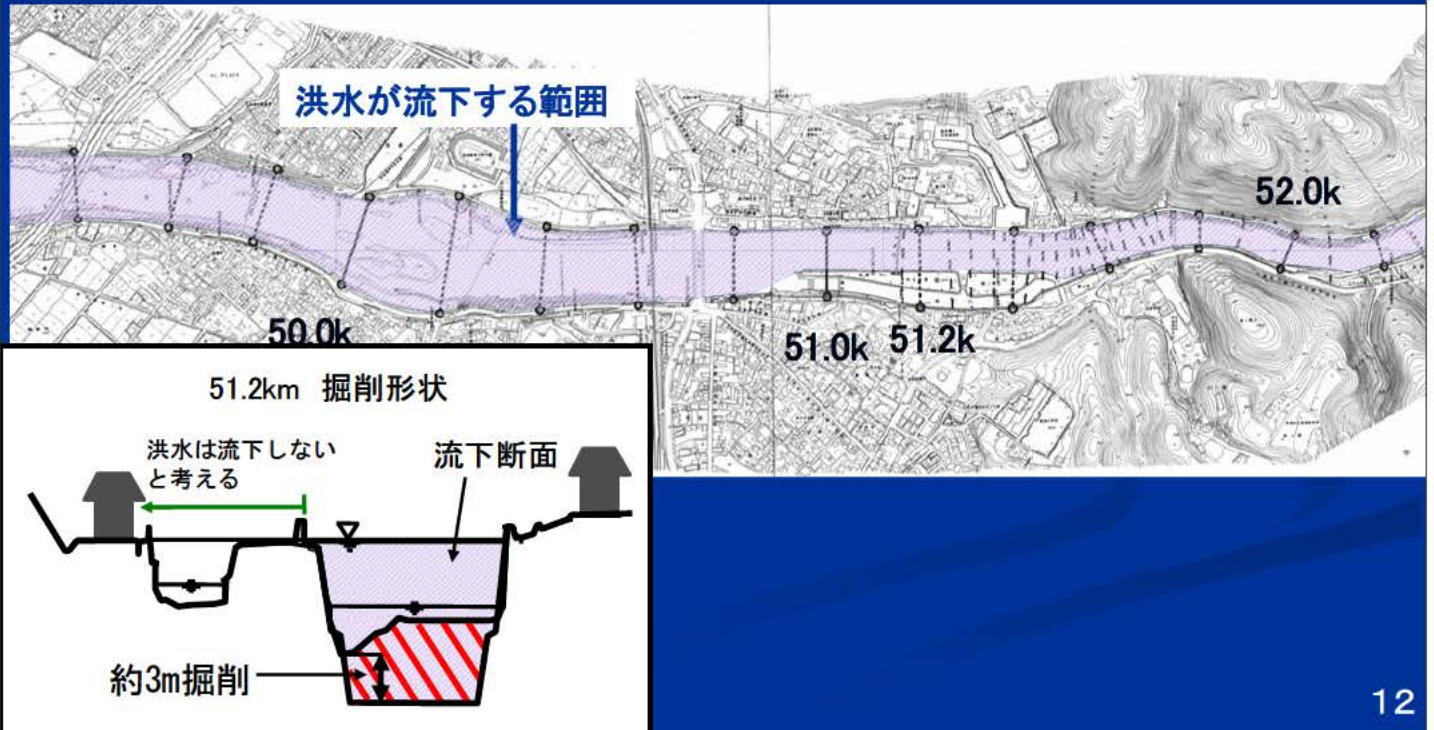 洪水が流下する範囲
52.0k
50.0k
51.0k
51.2k
51.2km 掘削形状
洪水は流下しない
と考える
流下断面
約3m掘削
12